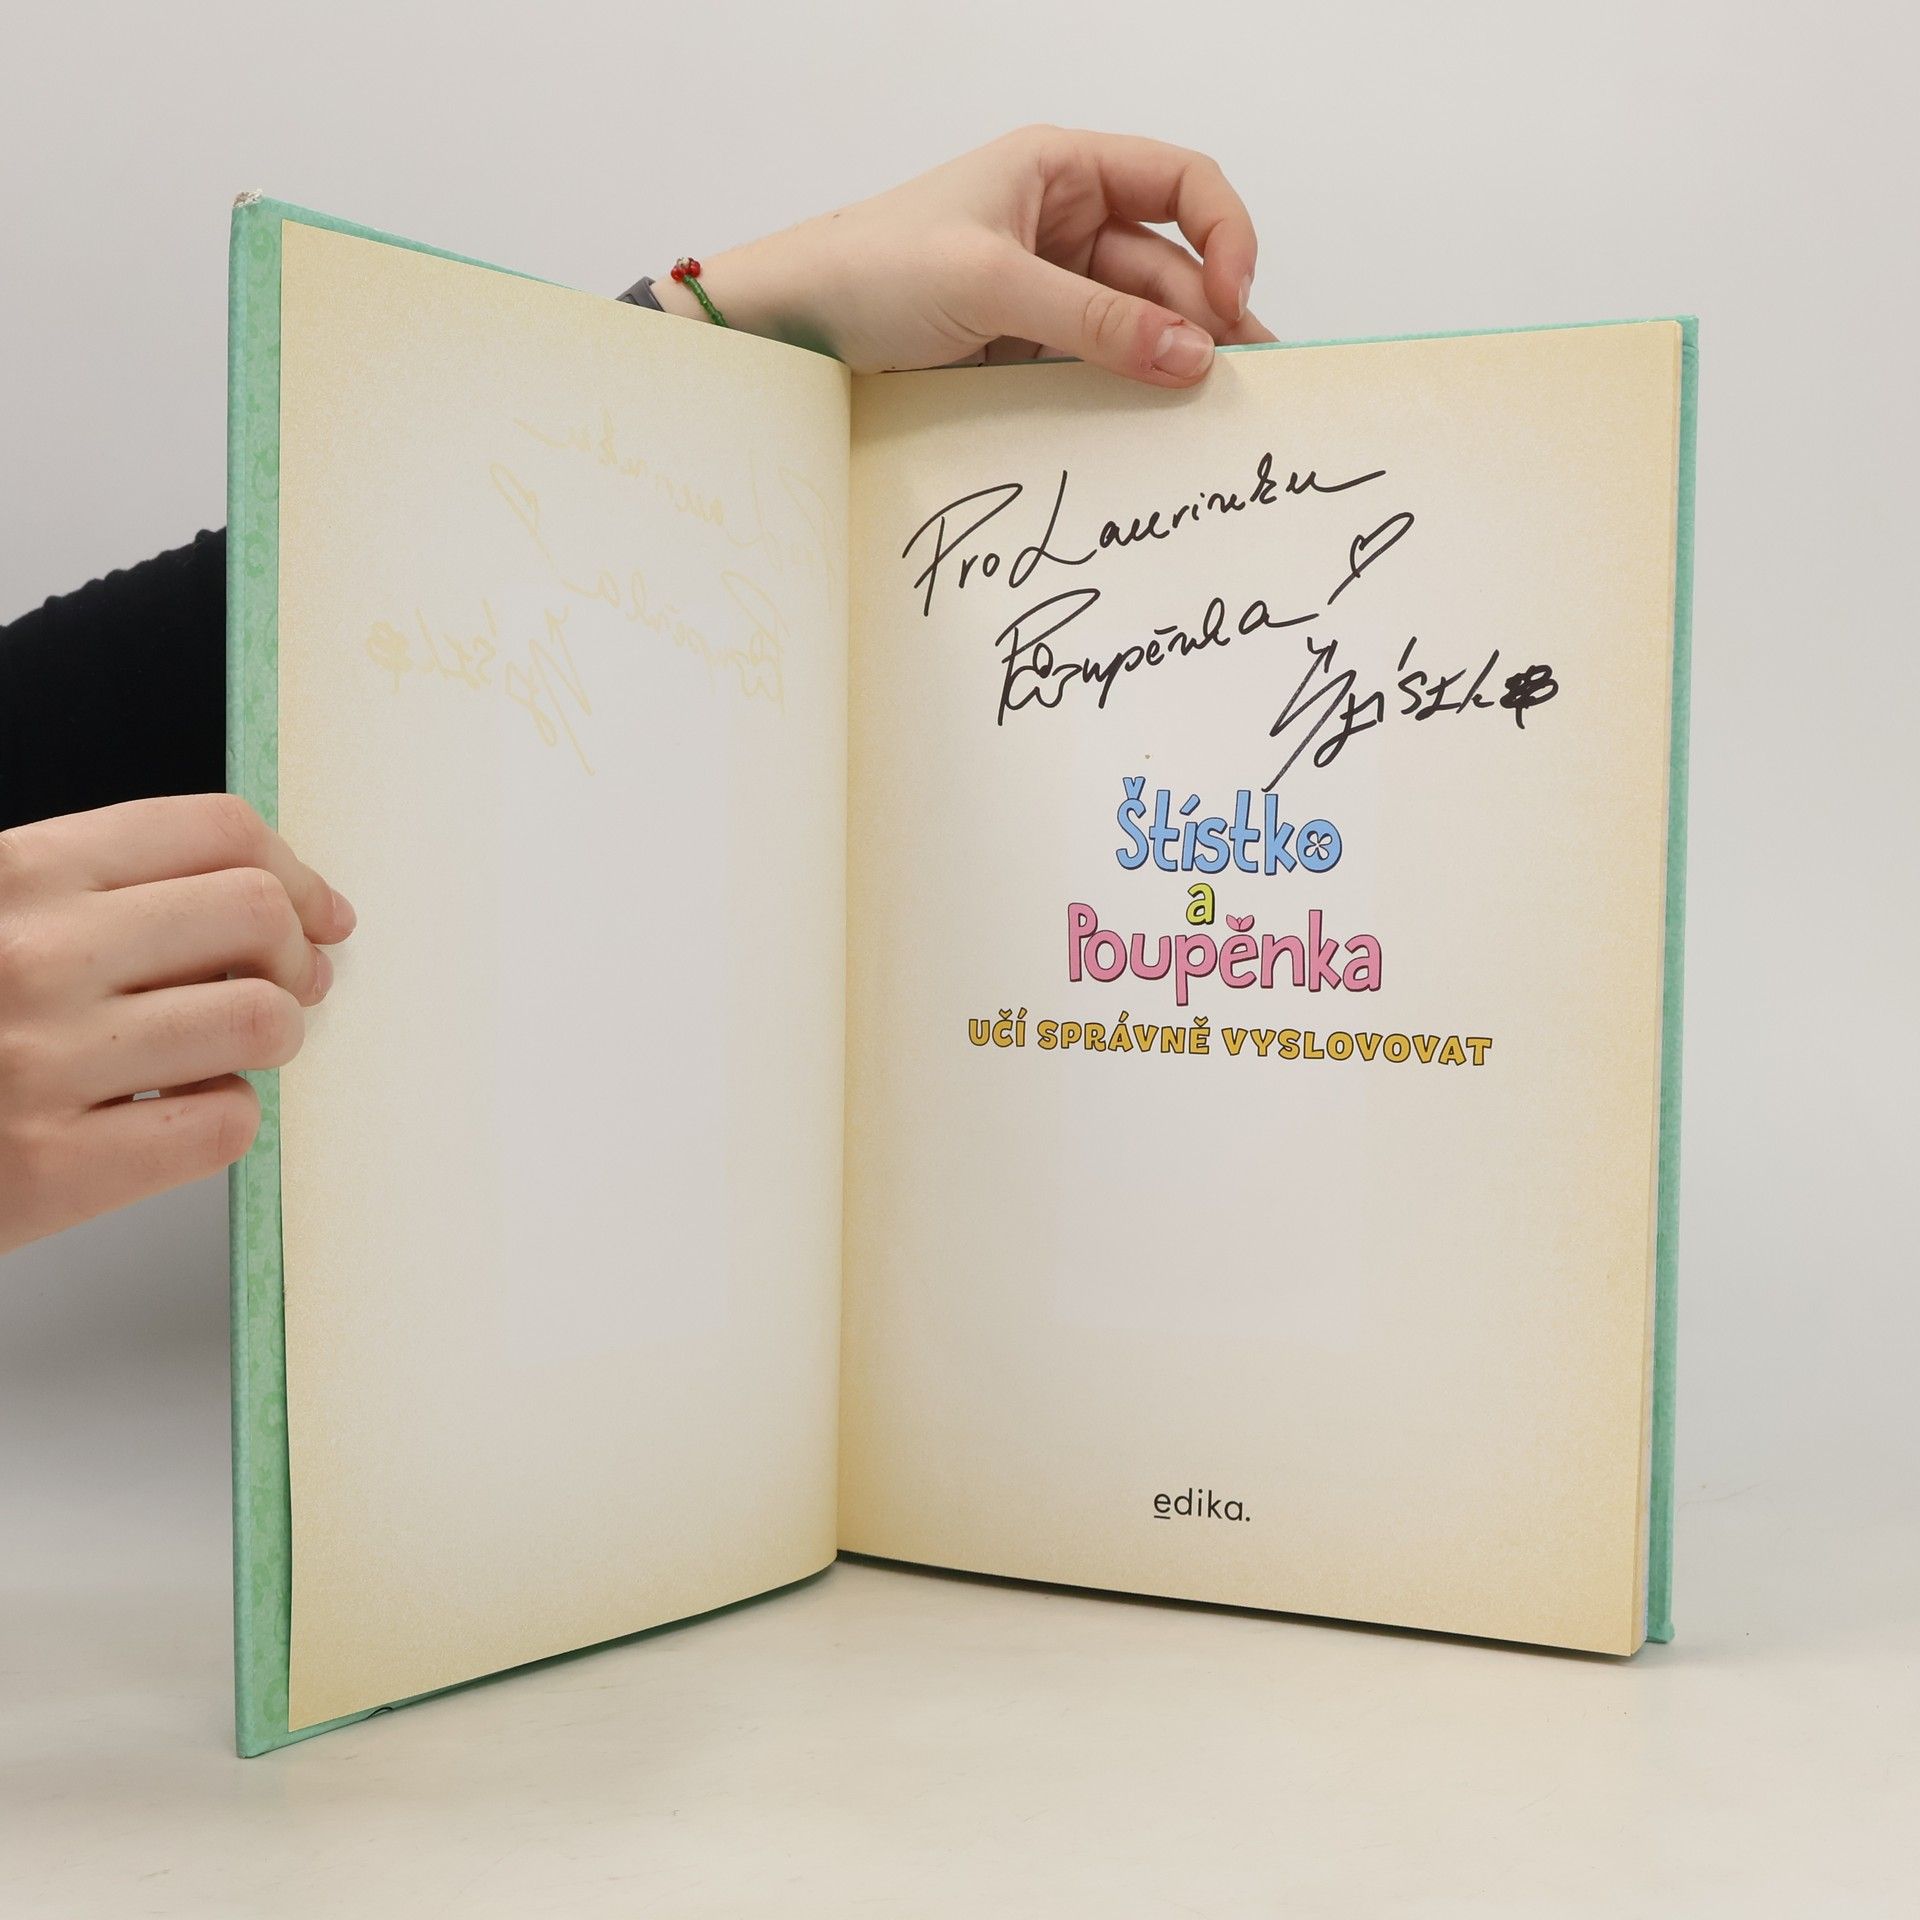 Pro Laurinku
Poupěnka
Štístko
Štístko
a
Poupěnka
UČÍ SPRÁVNĚ VYSLOVOVAT
edika.